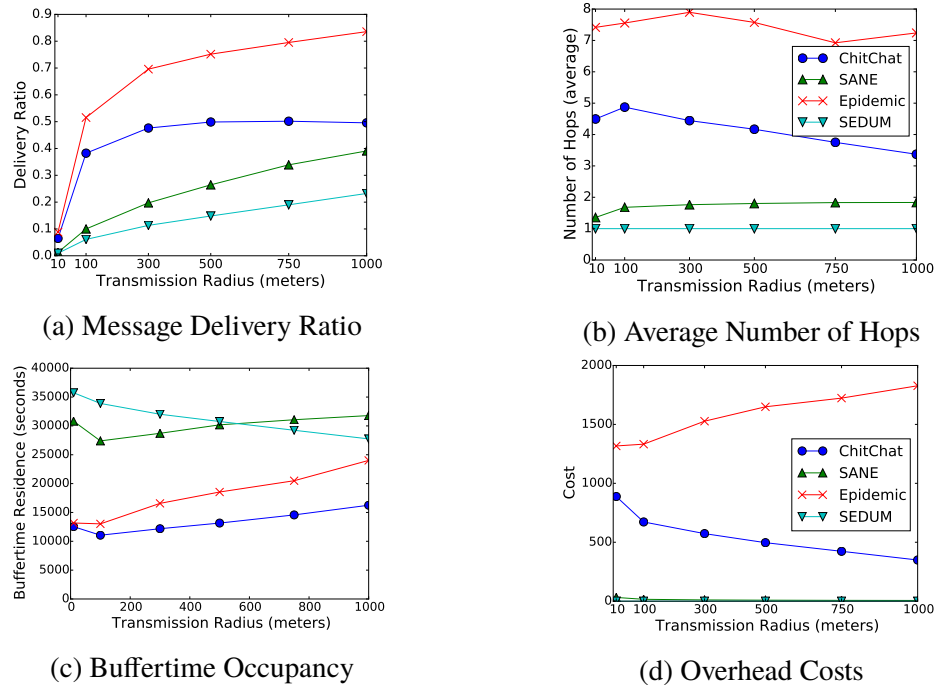 0.9
0.8
0.7
0.6
0.5
0.4
0.3
0.2
0.1
0.0
Delivery Ratio
10 100 300 500 750 1000
Transmission Radius (meters)
(a) Message Delivery Ratio
8
7
6
5
4
3
2
1
0
Number of Hops (average)
ChitChat
SANE
Epidemic
SEDUM
10 100 300 500 750 1000
Transmission Radius (meters)
(b) Average Number of Hops
40000
35000
30000
25000
20000
15000
10000
5000
0
Buffertime Residence (seconds)
0 200 400 600 800 1000
Transmission Radius (meters)
(c) Buffertime Occupancy
2000
1500
1000
500
0
Cost
ChitChat
SANE
Epidemic
SEDUM
10 100 300 500 750 1000
Transmission Radius (meters)
(d) Overhead Costs